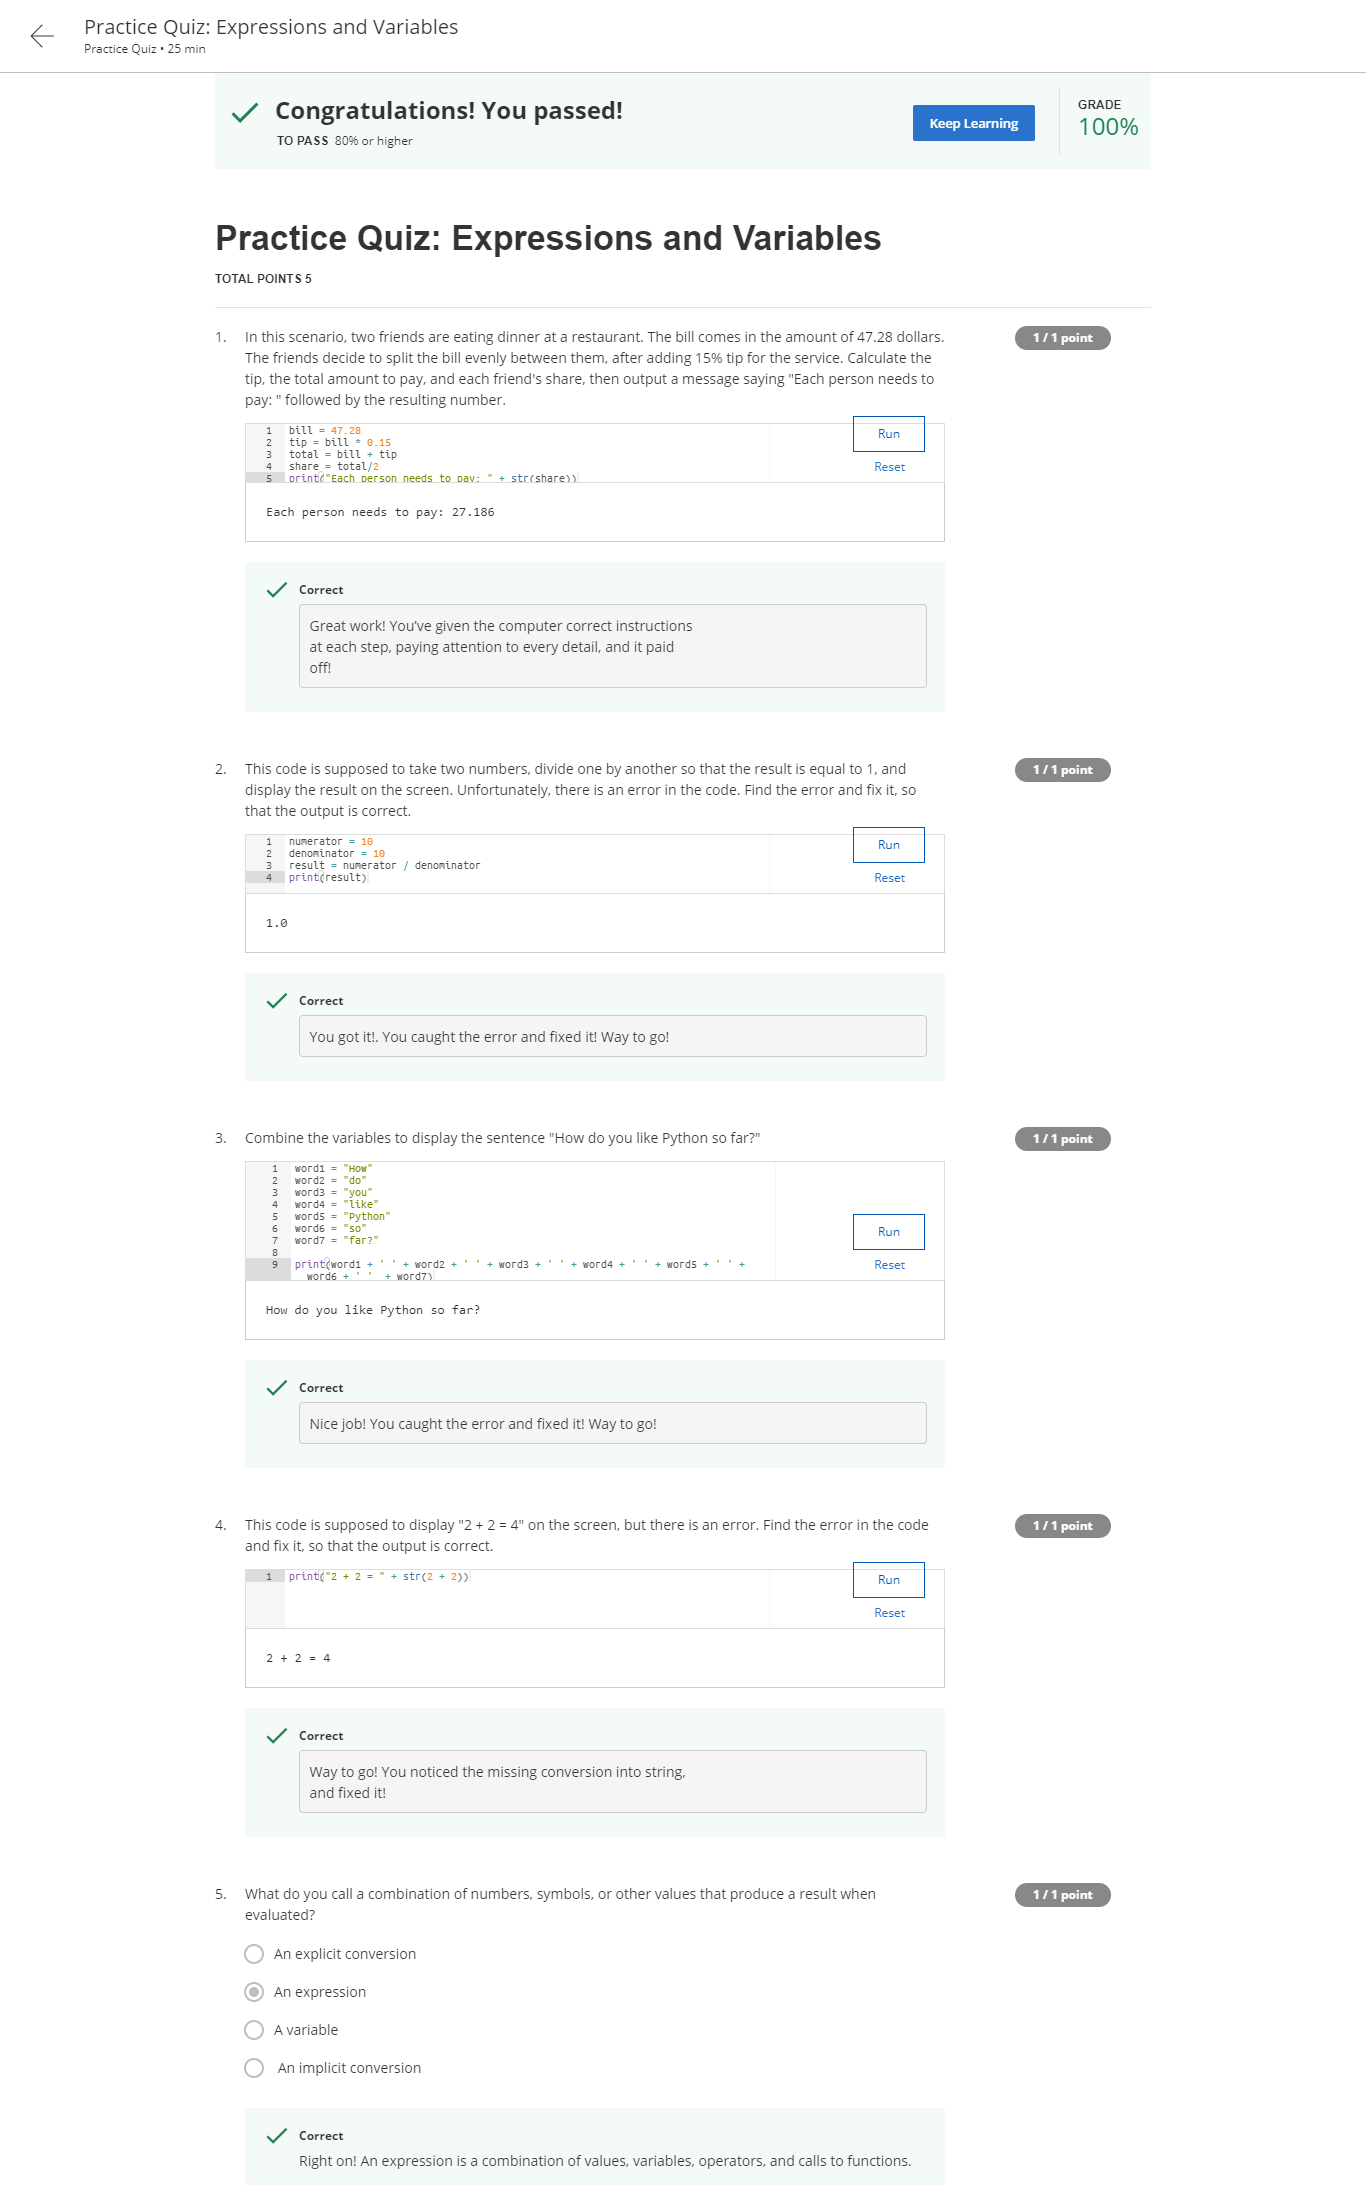 Practice Quiz: Expressions and Variables
Practice Quiz • 25 min
Congratulations! You passed!
TO PASS 80% or higher
Keep Learning
GRADE
100%
Practice Quiz: Expressions and Variables
TOTAL POINTS 5
1. In this scenario, two friends are eating dinner at a restaurant. The bill comes in the amount of 47.28 dollars.
The friends decide to split the bill evenly between them, after adding 15% tip for the service. Calculate the
tip, the total amount to pay, and each friend's share, then output a message saying "Each person needs to
pay: " followed by the resulting number.
1 / 1 point
1 bill = 47.28
2 tip = bill * 0.15
3 total = bill + tip
4 share = total/2
5 print("Each person needs to pay: " + str(share))
Run
Reset
Each person needs to pay: 27.186
Correct
Great work! You’ve given the computer correct instructions
at each step, paying attention to every detail, and it paid
off!
2. This code is supposed to take two numbers, divide one by another so that the result is equal to 1, and
display the result on the screen. Unfortunately, there is an error in the code. Find the error and fix it, so
that the output is correct.
1 / 1 point
1 numerator = 10
2 denominator = 10
3 result = numerator / denominator
4 print(result)
Run
Reset
1.0
Correct
You got it!. You caught the error and fixed it! Way to go!
3. Combine the variables to display the sentence "How do you like Python so far?"
1 / 1 point
1 word1 = "How"
2 word2 = "do"
3 word3 = "you"
4 word4 = "like"
5 word5 = "Python"
6 word6 = "so"
7 word7 = "far?"
8
9 print(word1 + ' ' + word2 + ' ' + word3 + ' ' + word4 + ' ' + word5 + ' ' +
word6 + ' ' + word7)
Run
Reset
How do you like Python so far?
Correct
Nice job! You caught the error and fixed it! Way to go!
4. This code is supposed to display "2 + 2 = 4" on the screen, but there is an error. Find the error in the code
and fix it, so that the output is correct.
1 / 1 point
1 print("2 + 2 = " + str(2 + 2))
Run
Reset
2 + 2 = 4
Correct
Way to go! You noticed the missing conversion into string,
and fixed it!
5. What do you call a combination of numbers, symbols, or other values that produce a result when
evaluated?
1 / 1 point
An explicit conversion
An expression
A variable
An implicit conversion
Correct
Right on! An expression is a combination of values, variables, operators, and calls to functions.